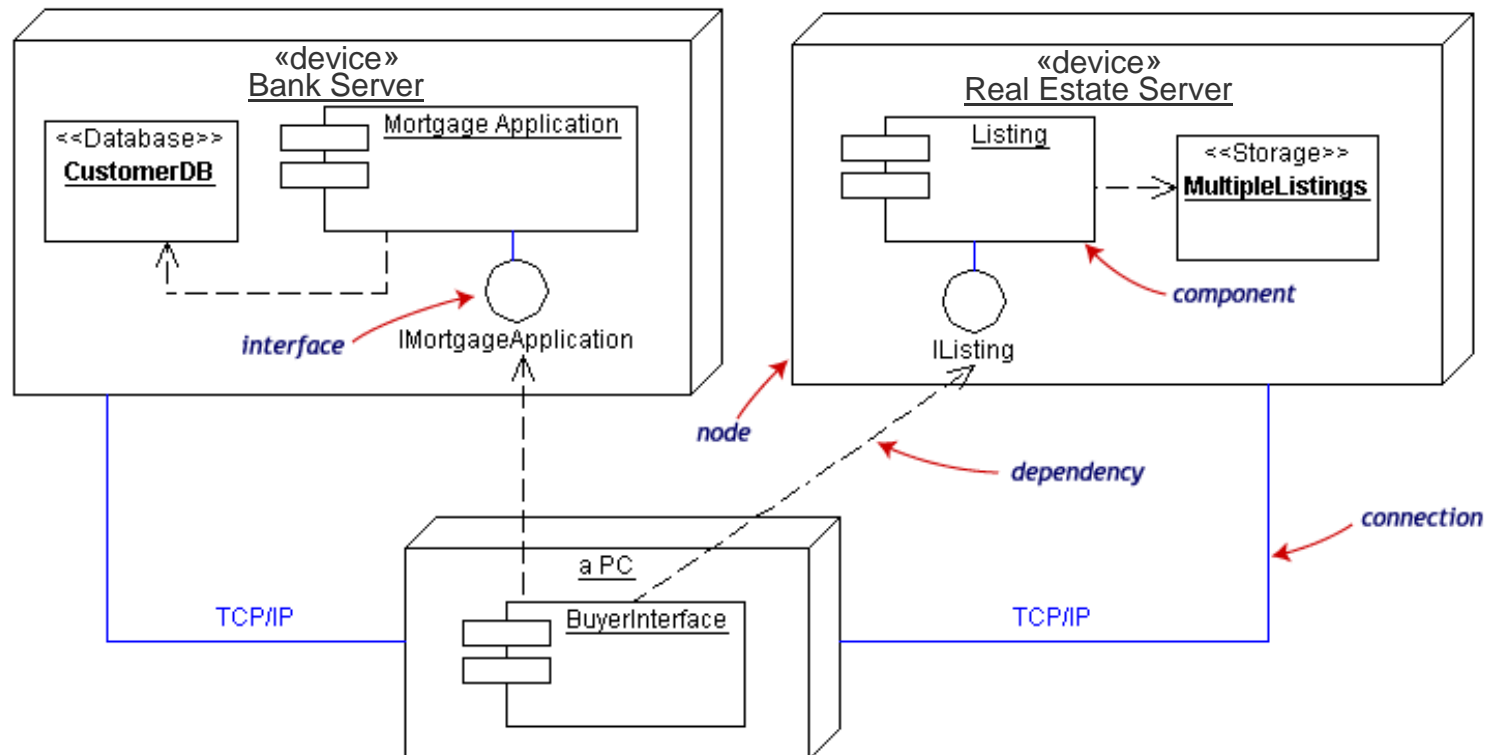 «device»
Bank Server
<<Database>>
CustomerDB
Mortgage Application
interface
IMortgageApplication
«device»
Real Estate Server
Listing
<<Storage>>
MultipleListings
component
IListing
node
dependency
connection
a PC
BuyerInterface
TCP/IP
TCP/IP